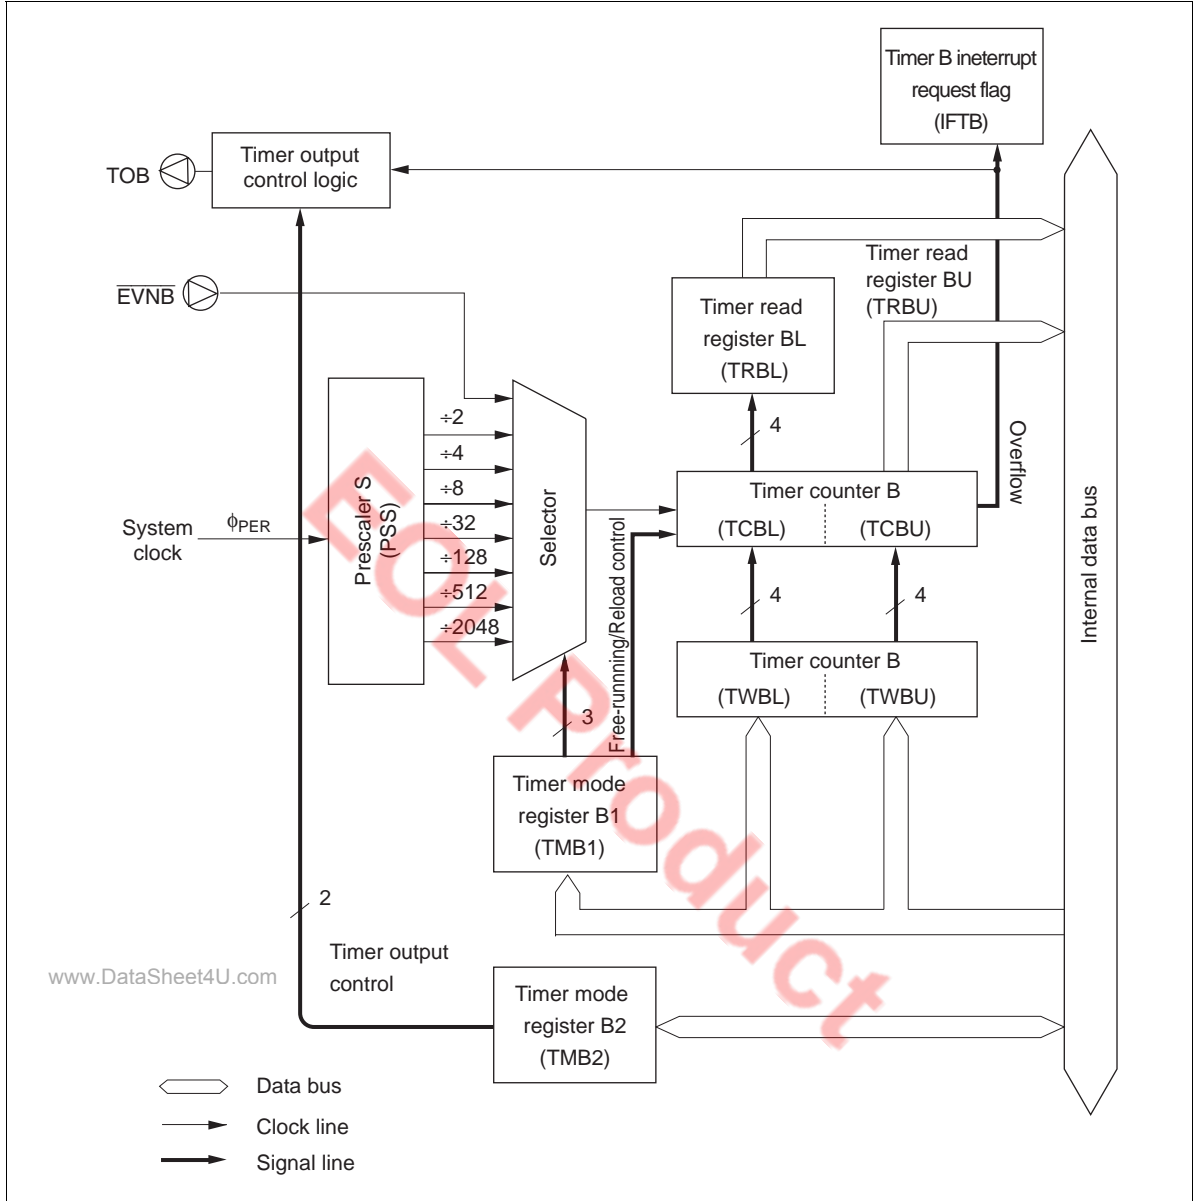 Timer B ineterrupt
request flag
(IFTB)
Timer output
control logic
TOB
EVNB
Timer read
register BU
(TRBU)
Timer read
register BL
(TRBL)
4
Overflow
÷2
÷4
÷8
÷32
÷128
÷512
÷2048
Prescaler S
(PSS)
Selector
System
clock
ϕPER
Timer counter B
(TCBL)
(TCBU)
Free-runnning/Reload control
4
4
Timer counter B
(TWBL)
(TWBU)
Internal data bus
3
Timer mode
register B1
(TMB1)
2
Timer output
control
Timer mode
register B2
(TMB2)
www.DataSheet4U.com
Data bus
Clock line
Signal line
EOL Product